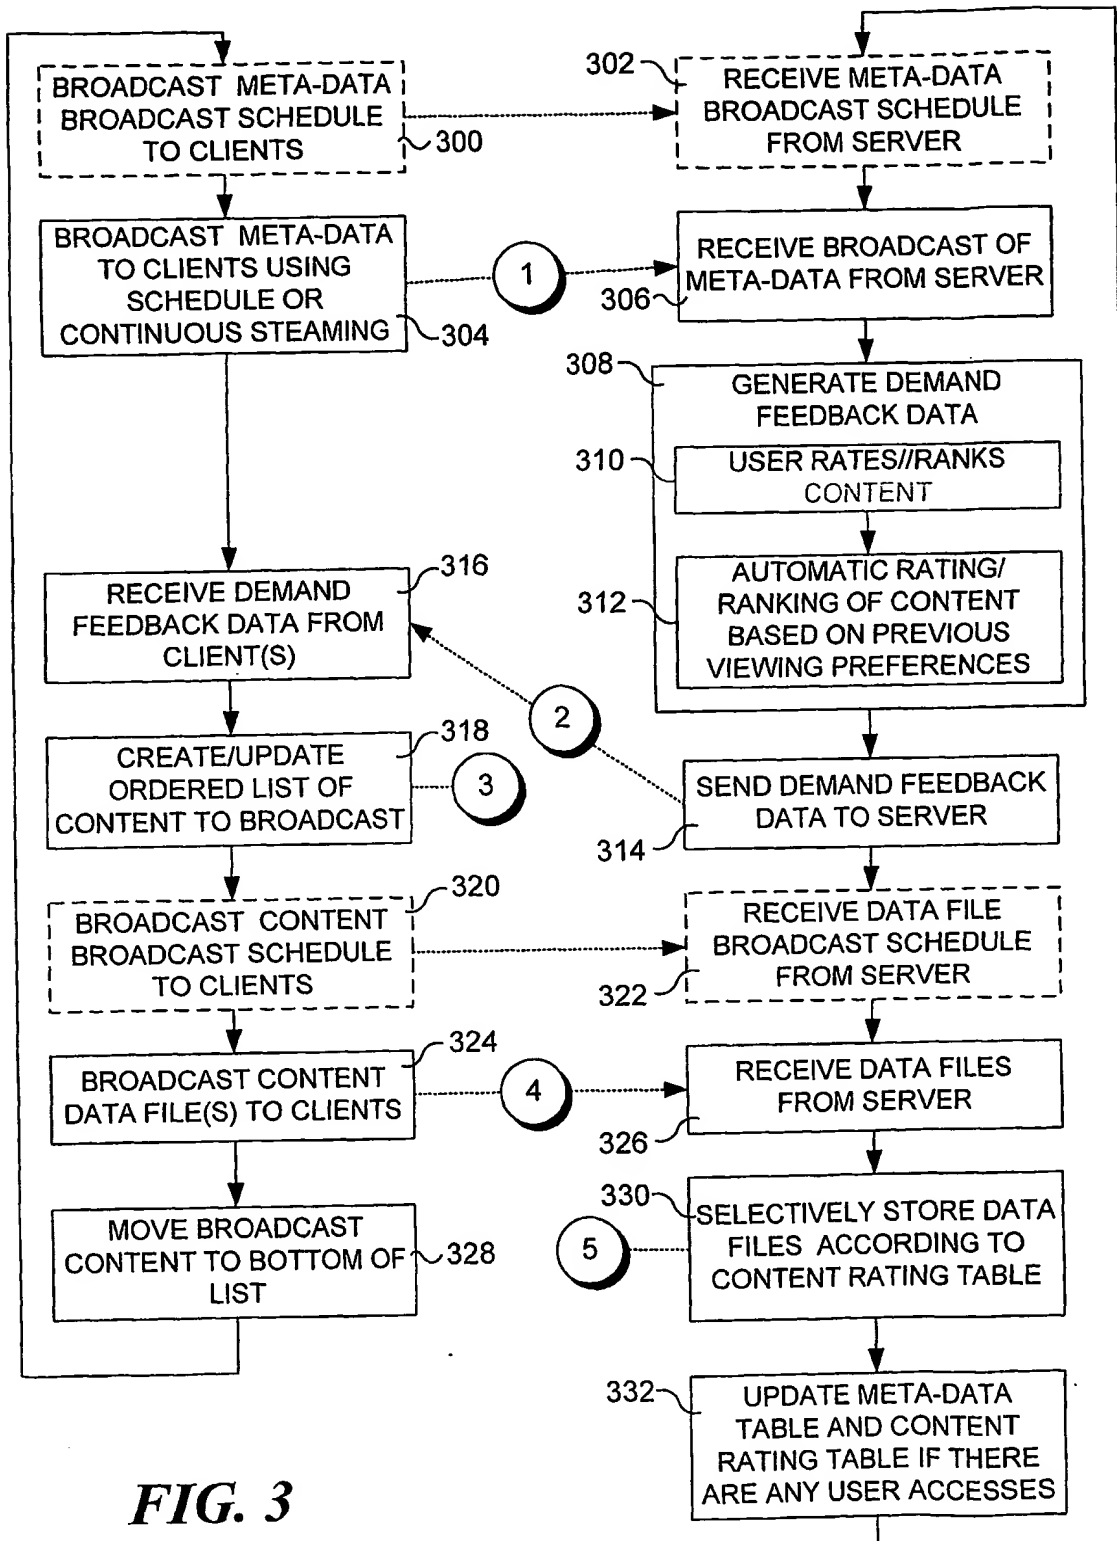 BROADCAST META-DATA
BROADCAST SCHEDULE
TO CLIENTS
300
302
RECEIVE META-DATA
BROADCAST SCHEDULE
FROM SERVER
BROADCAST META-DATA
TO CLIENTS USING
SCHEDULE OR
CONTINUOUS STEAMING
304
1
RECEIVE BROADCAST OF
META-DATA FROM SERVER
306
308
GENERATE DEMAND
FEEDBACK DATA
310
USER RATES//RANKS
CONTENT
312
AUTOMATIC RATING/
RANKING OF CONTENT
BASED ON PREVIOUS
VIEWING PREFERENCES
316
RECEIVE DEMAND
FEEDBACK DATA FROM
CLIENT(S)
2
318
CREATE/UPDATE
ORDERED LIST OF
CONTENT TO BROADCAST
3
SEND DEMAND FEEDBACK
DATA TO SERVER
314
320
BROADCAST CONTENT
BROADCAST SCHEDULE
TO CLIENTS
RECEIVE DATA FILE
BROADCAST SCHEDULE
FROM SERVER
322
324
BROADCAST CONTENT
DATA FILE(S) TO CLIENTS
4
RECEIVE DATA FILES
FROM SERVER
326
MOVE BROADCAST
CONTENT TO BOTTOM OF
LIST
328
330
5
SELECTIVELY STORE DATA
FILES ACCORDING TO
CONTENT RATING TABLE
332
UPDATE META-DATA
TABLE AND CONTENT
RATING TABLE IF THERE
ARE ANY USER ACCESSES
FIG. 3